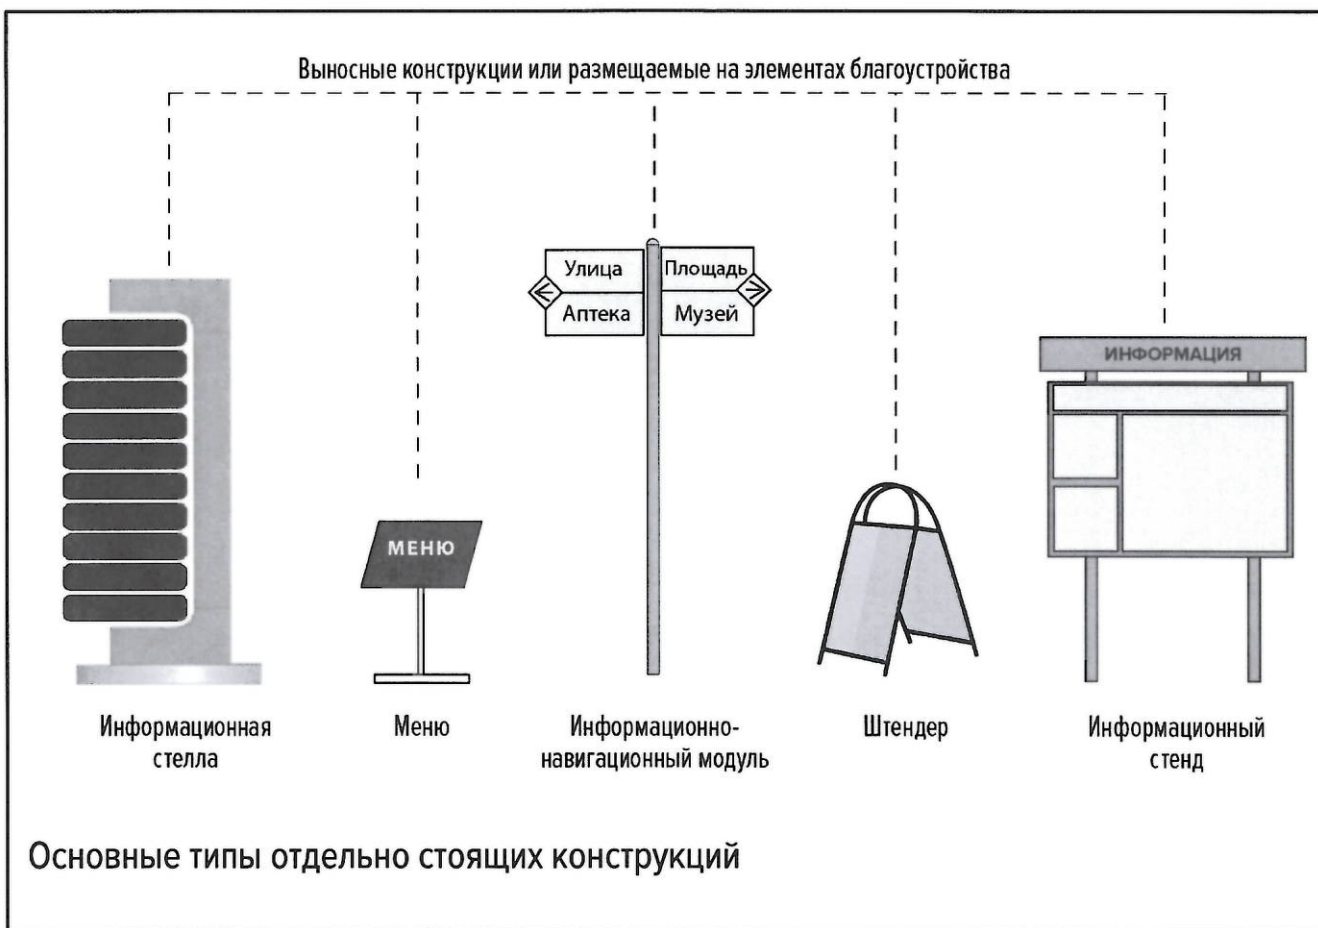 Выносные конструкции или размещаемые на элементах благоустройства
Улица
Площадь
Аптека
Музей
ИНФОРМАЦИЯ
МЕНЮ
Информационная
стелла
Меню
Информационно-
навигационный модуль
Штендер
Информационный
стенд
Основные типы отдельно стоящих конструкций